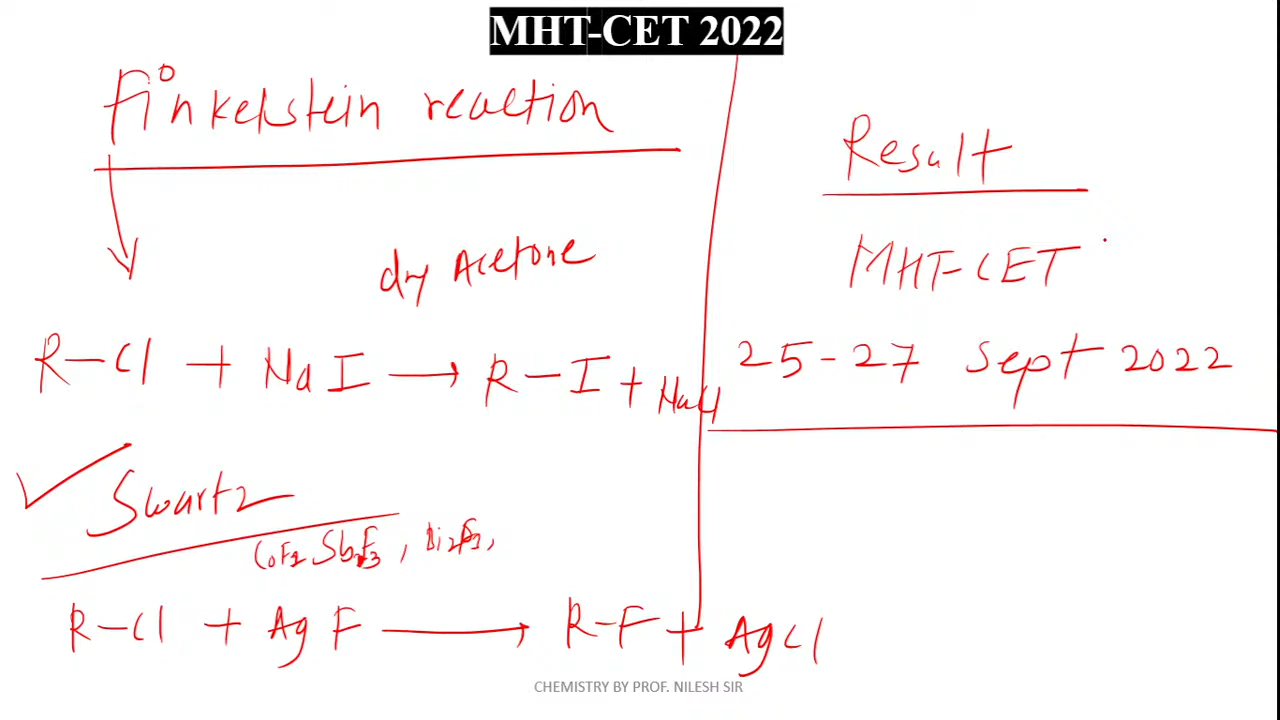 MHT-CET 2022
Finkelstein reaction
dry Acetone
R-Cl + NaI → R-I + NaCl
Swartz
CoF2 Sb2F3,
R-Cl + AgF → R-F + AgCl
Result
MHT-CET
25-27 Sept 2022
CHEMISTRY BY PROF. NILESH SIR